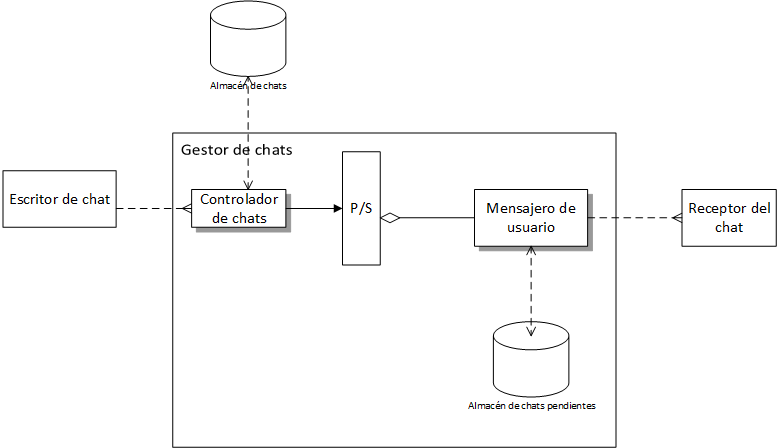 Almacén de chats
Gestor de chats
Escritor de chat
Controlador
de chats
P/S
Mensajero de
usuario
Receptor del
chat
Almacén de chats pendientes